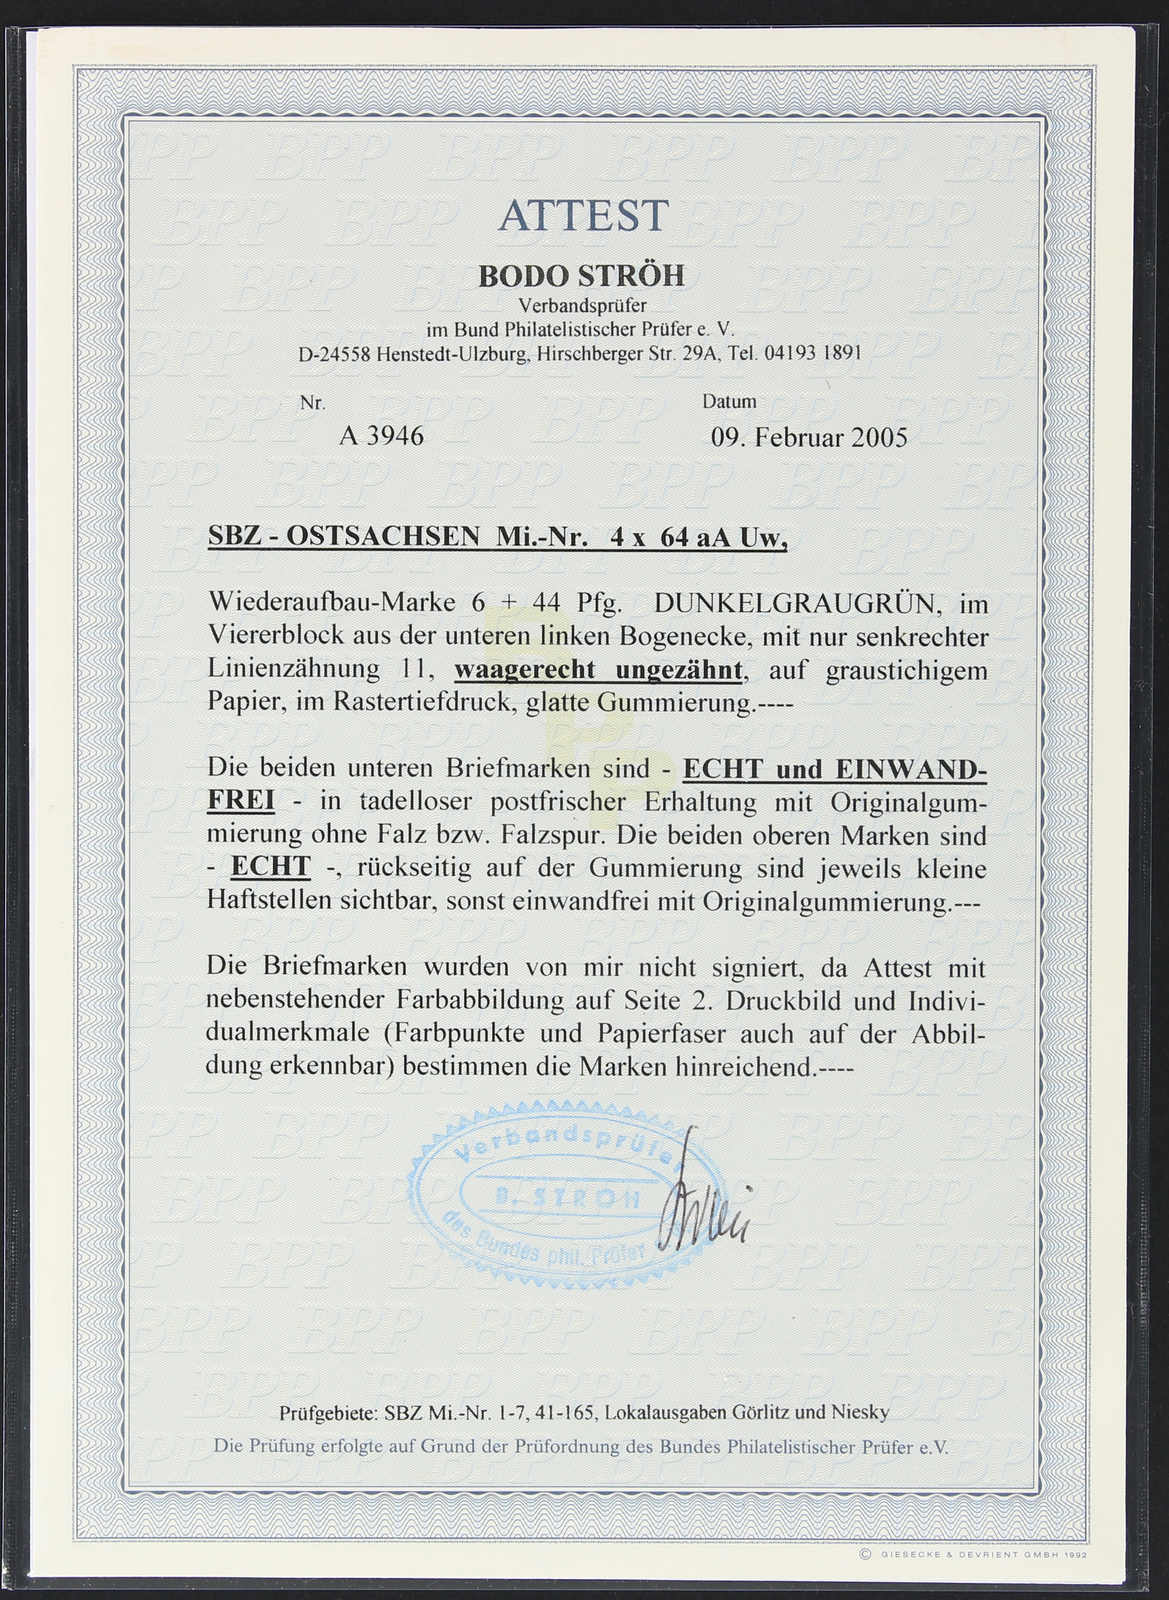 ATTEST
BODO STRÖH
Verbandsprüfer
im Bund Philatelistischer Prüfer e. V.
D-24558 Henstedt-Ulzburg, Hirschberger Str. 29A, Tel. 04193 1891
Nr. Datum
A 3946 09. Februar 2005
SBZ - OSTSACHSEN Mi.-Nr. 4 x 64 aA Uw,
Wiederaufbau-Marke 6 + 44 Pfg. DUNKELGRAUGRÜN, im
Viererblock aus der unteren linken Bogenecke, mit nur senkrechter
Linienzähnung 11, waagerecht ungezähnt, auf graustichigem
Papier, im Rastertiefdruck, glatte Gummierung.----
Die beiden unteren Briefmarken sind - ECHT und EINWAND-
FREI - in tadelloser postfrischer Erhaltung mit Originalgum-
mierung ohne Falz bzw. Falzspur. Die beiden oberen Marken sind
- ECHT -, rückseitig auf der Gummierung sind jeweils kleine
Haftstellen sichtbar, sonst einwandfrei mit Originalgummierung.---
Die Briefmarken wurden von mir nicht signiert, da Attest mit
nebenstehender Farbabbildung auf Seite 2. Druckbild und Indivi-
dualmerkmale (Farbpunkte und Papierfaser auch auf der Abbil-
dung erkennbar) bestimmen die Marken hinreichend.----
Verbandsprüfer
B. STRÖH
des Bundes phil. Prüfer
Prüfgebiete: SBZ Mi.-Nr. 1-7, 41-165, Lokalausgaben Görlitz und Niesky
Die Prüfung erfolgte auf Grund der Prüfordnung des Bundes Philatelistischer Prüfer e.V.
© GIESECKE & DEVRIENT GMBH 1992